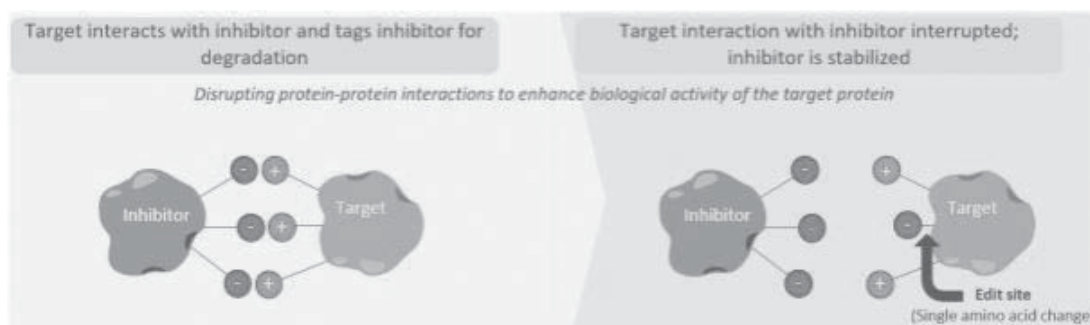 Target interacts with inhibitor and tags inhibitor for
degradation
Target interaction with inhibitor interrupted;
inhibitor is stabilized
Disrupting protein-protein interactions to enhance biological activity of the target protein
- +
Inhibitor
Target
- +
- +
- +
Inhibitor
Target
- -
- +
Edit site
(Single amino acid change